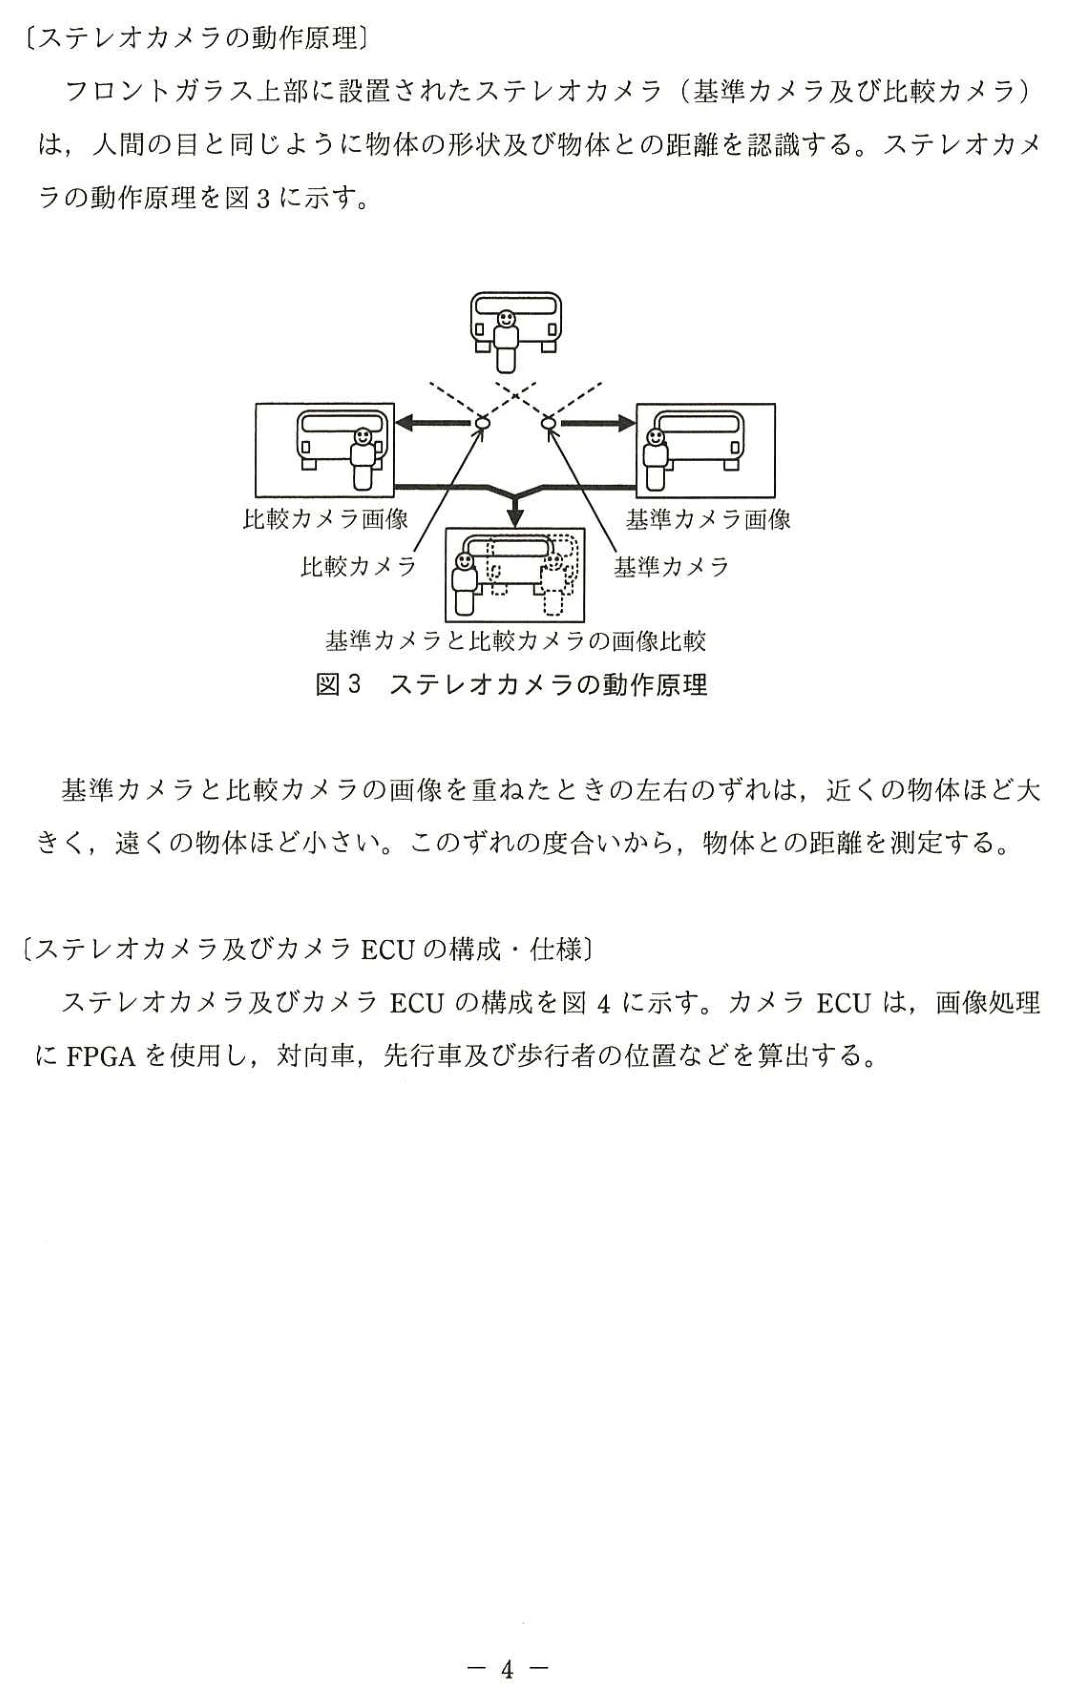 〔ステレオカメラの動作原理〕
フロントガラス上部に設置されたステレオカメラ（基準カメラ及び比較カメラ）
は，人間の目と同じように物体の形状及び物体との距離を認識する。ステレオカメ
ラの動作原理を図3に示す。
比較カメラ画像
基準カメラ画像
比較カメラ
基準カメラ
基準カメラと比較カメラの画像比較
図3　ステレオカメラの動作原理
基準カメラと比較カメラの画像を重ねたときの左右のずれは，近くの物体ほど大
きく，遠くの物体ほど小さい。このずれの度合いから，物体との距離を測定する。
〔ステレオカメラ及びカメラ ECU の構成・仕様〕
ステレオカメラ及びカメラ ECU の構成を図 4 に示す。カメラ ECU は，画像処理
に FPGA を使用し，対向車，先行車及び歩行者の位置などを算出する。
－ 4 －